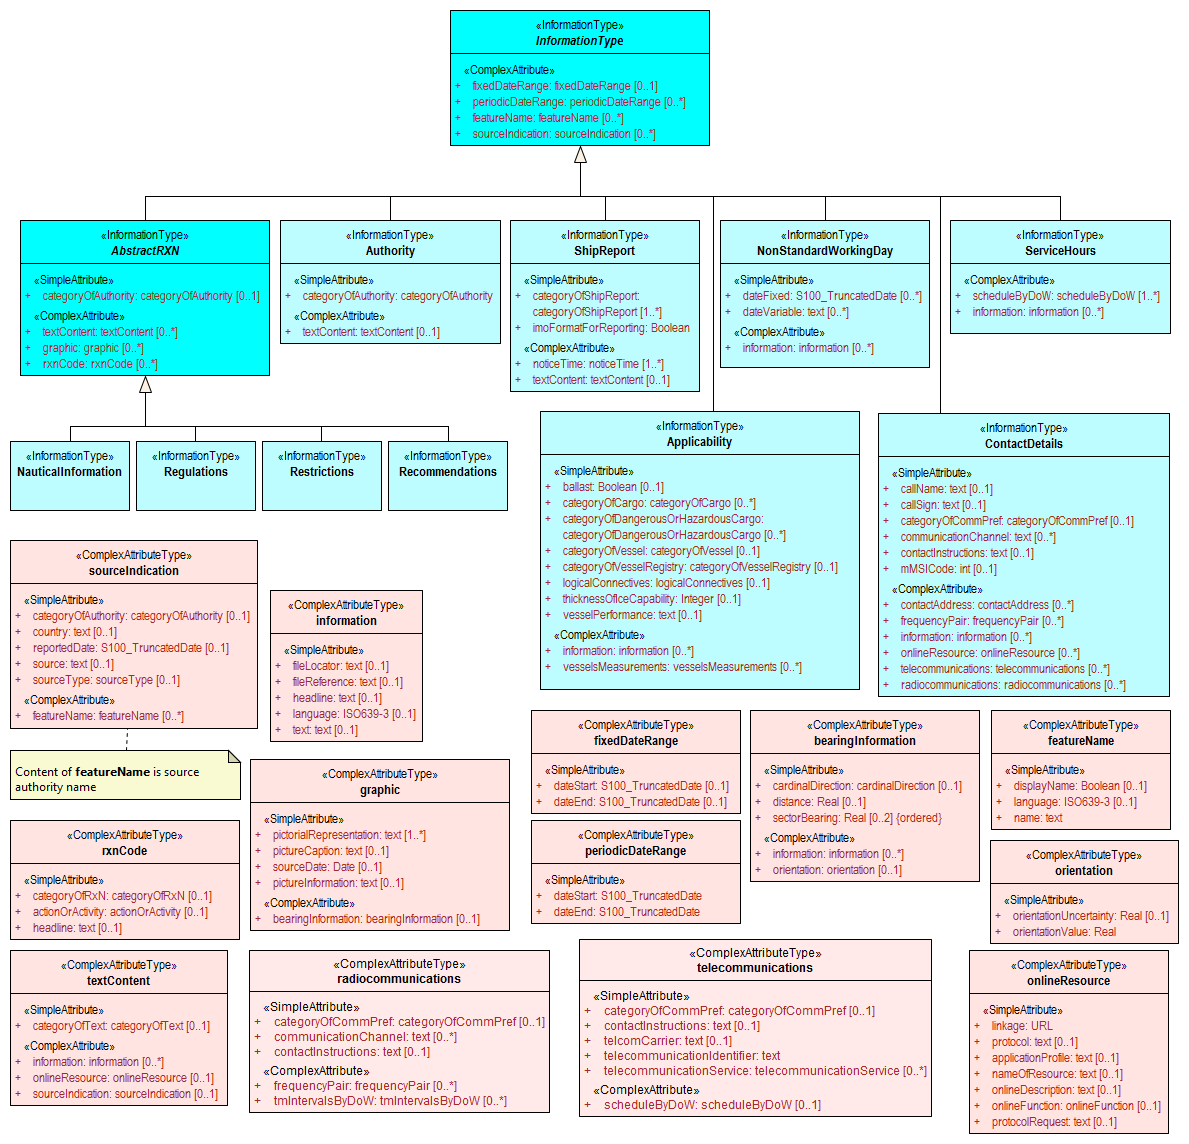 «InformationType»
InformationType
«ComplexAttribute»
+ fixedDateRange: fixedDateRange [0..1]
+ periodicDateRange: periodicDateRange [0..*]
+ featureName: featureName [0..*]
+ sourceIndication: sourceIndication [0..*]
«InformationType»
AbstractRXN
«SimpleAttribute»
+ categoryOfAuthority: categoryOfAuthority [0..1]
«ComplexAttribute»
+ textContent: textContent [0..*]
+ graphic: graphic [0..*]
+ rxnCode: rxnCode [0..*]
«InformationType»
Authority
«SimpleAttribute»
+ categoryOfAuthority: categoryOfAuthority
«ComplexAttribute»
+ textContent: textContent [0..1]
«InformationType»
ShipReport
«SimpleAttribute»
+ categoryOfShipReport:
categoryOfShipReport [1..*]
+ imoFormatForReporting: Boolean
«ComplexAttribute»
+ noticeTime: noticeTime [1..*]
+ textContent: textContent [0..1]
«InformationType»
NonStandardWorkingDay
«SimpleAttribute»
+ dateFixed: S100_TruncatedDate [0..*]
+ dateVariable: text [0..*]
«ComplexAttribute»
+ information: information [0..*]
«InformationType»
ServiceHours
«ComplexAttribute»
+ scheduleByDoW: scheduleByDoW [1..*]
+ information: information [0..*]
«InformationType»
NauticalInformation
«InformationType»
Regulations
«InformationType»
Restrictions
«InformationType»
Recommendations
«InformationType»
Applicability
«SimpleAttribute»
+ ballast: Boolean [0..1]
+ categoryOfCargo: categoryOfCargo [0..*]
+ categoryOfDangerousOrHazardousCargo:
categoryOfDangerousOrHazardousCargo [0..*]
+ categoryOfVessel: categoryOfVessel [0..1]
+ categoryOfVesselRegistry: categoryOfVesselRegistry [0..1]
+ logicalConnectives: logicalConnectives [0..1]
+ thicknessOfIceCapability: Integer [0..1]
+ vesselPerformance: text [0..1]
«ComplexAttribute»
+ information: information [0..*]
+ vesselsMeasurements: vesselsMeasurements [0..*]
«InformationType»
ContactDetails
«SimpleAttribute»
+ callName: text [0..1]
+ callSign: text [0..1]
+ categoryOfCommPref: categoryOfCommPref [0..1]
+ communicationChannel: text [0..*]
+ contactInstructions: text [0..1]
+ mMSICode: int [0..1]
«ComplexAttribute»
+ contactAddress: contactAddress [0..*]
+ frequencyPair: frequencyPair [0..*]
+ information: information [0..*]
+ onlineResource: onlineResource [0..*]
+ telecommunications: telecommunications [0..*]
+ radiocommunications: radiocommunications [0..*]
«ComplexAttributeType»
sourceIndication
«SimpleAttribute»
+ categoryOfAuthority: categoryOfAuthority [0..1]
+ country: text [0..1]
+ reportedDate: S100_TruncatedDate [0..1]
+ source: text [0..1]
+ sourceType: sourceType [0..1]
«ComplexAttribute»
+ featureName: featureName [0..*]
Content of featureName is source
authority name
«ComplexAttributeType»
information
«SimpleAttribute»
+ fileLocator: text [0..1]
+ fileReference: text [0..1]
+ headline: text [0..1]
+ language: ISO639-3 [0..1]
+ text: text [0..1]
«ComplexAttributeType»
fixedDateRange
«SimpleAttribute»
+ dateStart: S100_TruncatedDate [0..1]
+ dateEnd: S100_TruncatedDate [0..1]
«ComplexAttributeType»
bearingInformation
«SimpleAttribute»
+ cardinalDirection: cardinalDirection [0..1]
+ distance: Real [0..1]
+ sectorBearing: Real [0..2] {ordered}
«ComplexAttribute»
+ information: information [0..*]
+ orientation: orientation [0..1]
«ComplexAttributeType»
featureName
«SimpleAttribute»
+ displayName: Boolean [0..1]
+ language: ISO639-3 [0..1]
+ name: text
«ComplexAttributeType»
graphic
«SimpleAttribute»
+ pictorialRepresentation: text [1..*]
+ pictureCaption: text [0..1]
+ sourceDate: Date [0..1]
+ pictureInformation: text [0..1]
«ComplexAttribute»
+ bearingInformation: bearingInformation [0..1]
«ComplexAttributeType»
rxnCode
«SimpleAttribute»
+ categoryOfRxN: categoryOfRxN [0..1]
+ actionOrActivity: actionOrActivity [0..1]
+ headline: text [0..1]
«ComplexAttributeType»
periodicDateRange
«SimpleAttribute»
+ dateStart: S100_TruncatedDate
+ dateEnd: S100_TruncatedDate
«ComplexAttributeType»
orientation
«SimpleAttribute»
+ orientationUncertainty: Real [0..1]
+ orientationValue: Real
«ComplexAttributeType»
textContent
«SimpleAttribute»
+ categoryOfText: categoryOfText [0..1]
«ComplexAttribute»
+ information: information [0..*]
+ onlineResource: onlineResource [0..1]
+ sourceIndication: sourceIndication [0..1]
«ComplexAttributeType»
radiocommunications
«SimpleAttribute»
+ categoryOfCommPref: categoryOfCommPref [0..1]
+ communicationChannel: text [0..*]
+ contactInstructions: text [0..1]
«ComplexAttribute»
+ frequencyPair: frequencyPair [0..*]
+ tmIntervalsByDoW: tmIntervalsByDoW [0..*]
«ComplexAttributeType»
telecommunications
«SimpleAttribute»
+ categoryOfCommPref: categoryOfCommPref [0..1]
+ contactInstructions: text [0..1]
+ telcomCarrier: text [0..1]
+ telecommunicationIdentifier: text
+ telecommunicationService: telecommunicationService [0..*]
«ComplexAttribute»
+ scheduleByDoW: scheduleByDoW [0..1]
«ComplexAttributeType»
onlineResource
«SimpleAttribute»
+ linkage: URL
+ protocol: text [0..1]
+ applicationProfile: text [0..1]
+ nameOfResource: text [0..1]
+ onlineDescription: text [0..1]
+ onlineFunction: onlineFunction [0..1]
+ protocolRequest: text [0..1]